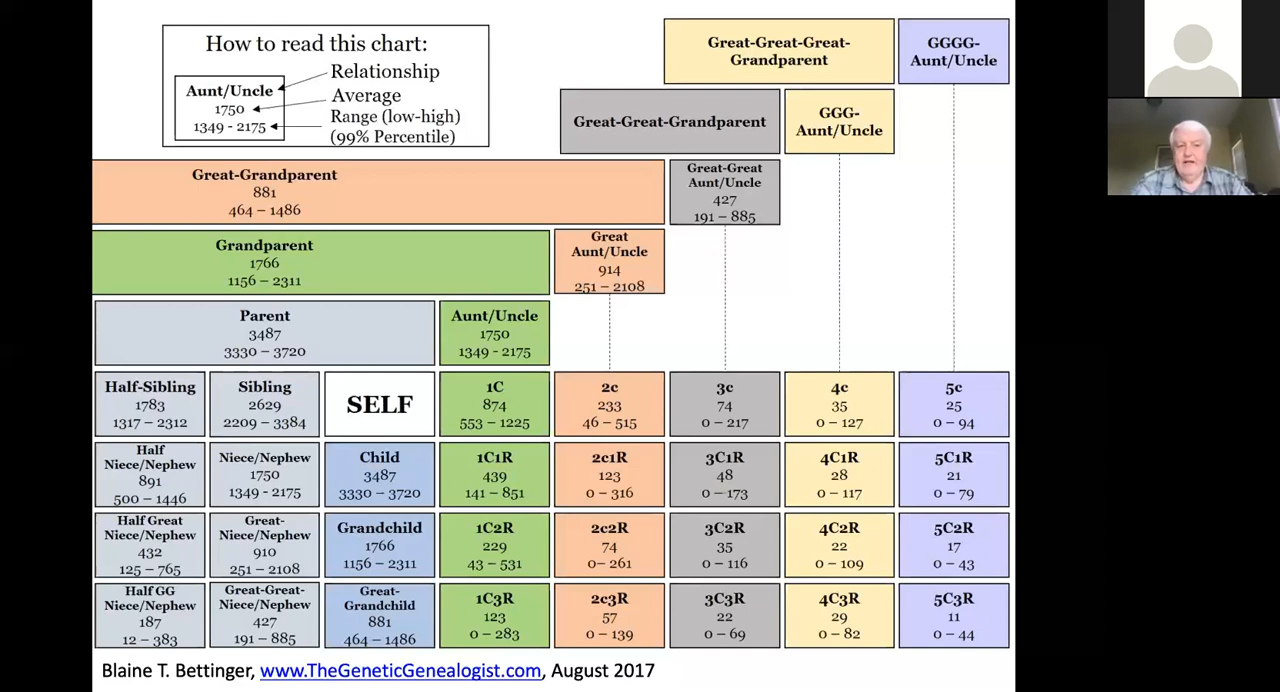 How to read this chart:
Aunt/Uncle
1750
1349 - 2175
Relationship
Average
Range (low-high)
(99% Percentile)
Great-Great-Great-
Grandparent
GGGG-
Aunt/Uncle
Great-Great-Grandparent
GGG-
Aunt/Uncle
Great-Grandparent
881
464 – 1486
Great-Great
Aunt/Uncle
427
191 – 885
Grandparent
1766
1156 – 2311
Great
Aunt/Uncle
914
251 – 2108
Parent
3487
3330 – 3720
Aunt/Uncle
1750
1349 - 2175
Half-Sibling
1783
1317 – 2312
Sibling
2629
2209 – 3384
SELF
1C
874
553 – 1225
2c
233
46 – 515
3c
74
0 – 217
4c
35
0 – 127
5c
25
0 – 94
Half
Niece/Nephew
891
500 – 1446
Niece/Nephew
1750
1349 - 2175
Child
3487
3330 – 3720
1C1R
439
141 – 851
2c1R
123
0 – 316
3C1R
48
0 – 173
4C1R
28
0 – 117
5C1R
21
0 – 79
Half Great
Niece/Nephew
432
125 – 765
Great-
Niece/Nephew
910
251 – 2108
Grandchild
1766
1156 – 2311
1C2R
229
43 – 531
2c2R
74
0– 261
3C2R
35
0 – 116
4C2R
22
0 – 109
5C2R
17
0 – 43
Half GG
Niece/Nephew
187
12 – 383
Great-Great-
Niece/Nephew
427
191 – 885
Great-
Grandchild
881
464 – 1486
1C3R
123
0 – 283
2c3R
57
0 – 139
3C3R
22
0 – 69
4C3R
29
0 – 82
5C3R
11
0 – 44
Blaine T. Bettinger, www.TheGeneticGenealogist.com, August 2017